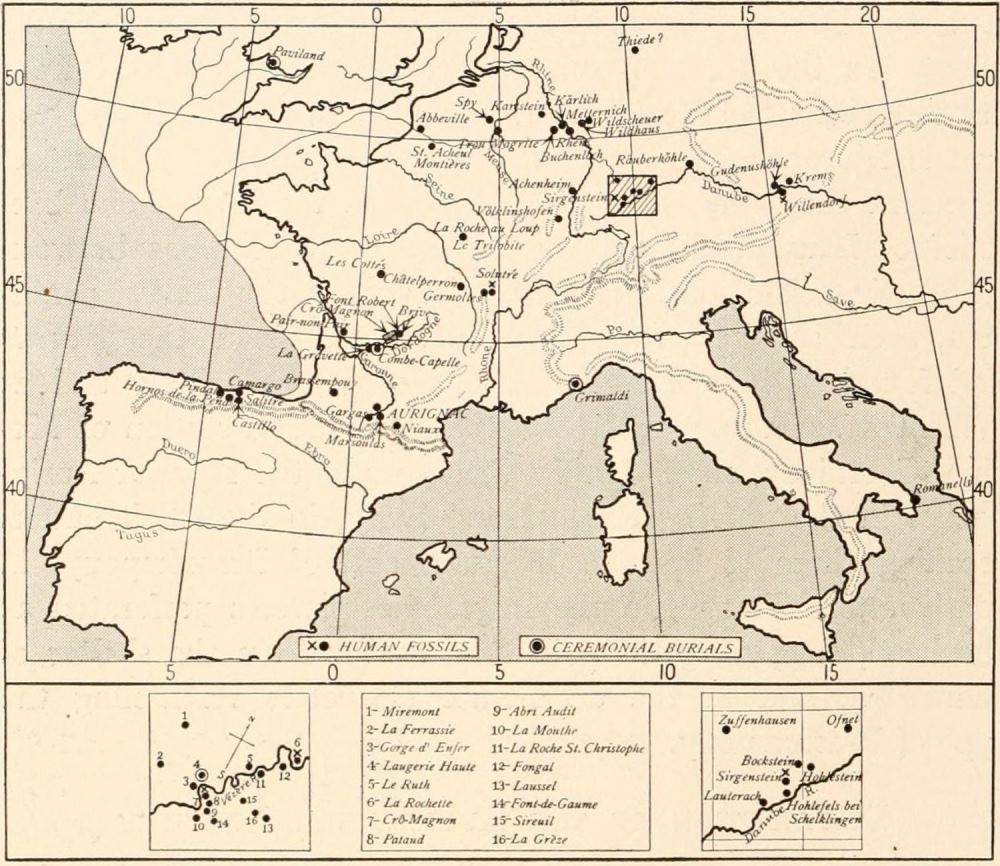 10 5 0 5 10 15 20
Thiede?
Paviland
50 50
Rhine
Spy Karlstein Kärlich
Metternich
Abbeville Wildscheuer
Wildhaus
Trou Magrite Rhens
St. Acheul Buchenloch
Montières Meuse Räuberhöhle Gudenushöhle
Krems
Seine Achenheim
Sirgenstein Danube
Willendorf
Völklinshofen
La Roche au Loup
Loire Le Trilobite
Les Cottés
Châtelperron Solutré
45 Germolles 45
Save
Font Robert
Cro-Magnon Brive
Pair-non-Pair Po
Dordogne
La Gravette Combe-Capelle
Garonne Rhone
Pindal Camargo Brassempouy
Hornos de la Peña Salitre Grimaldi
Gargas AURIGNAC
Castillo Niaux
Marsoulas
Duero Ebro
40 40
Romanelli
Tagus
HUMAN FOSSILS CEREMONIAL BURIALS
5 0 5 10 15
1- Miremont
2- La Ferrassie
3- Gorge d' Enfer
4- Laugerie Haute
5- Le Ruth
6- La Rochette
7- Crô-Magnon
8- Pataud
9- Abri Audit
10- La Mouthe
11- La Roche St. Christophe
12- Fongal
13- Laussel
14- Font-de-Gaume
15- Sireuil
16- La Grèze
N
S
1
2
3
4
5
6
7
8
9
10
11
12
13
14
15
16
Vézère R.
Zuffenhausen Ofnet
Bockstein
Sirgenstein Hohlestein
Lauterach
Hohlefels bei
Schelklingen
Danube R.